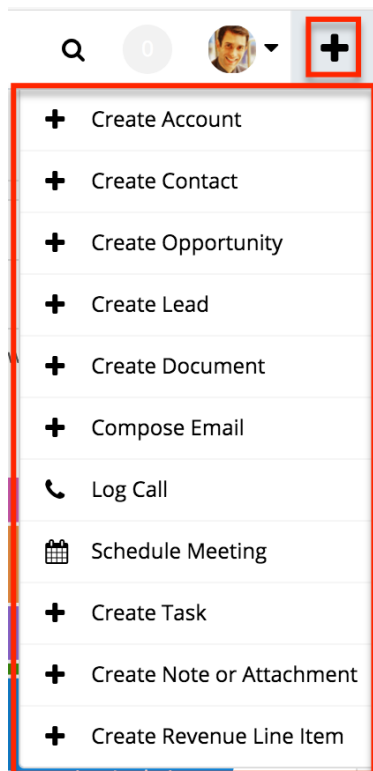 0
Create Account
Create Contact
Create Opportunity
Create Lead
Create Document
Compose Email
Log Call
Schedule Meeting
Create Task
Create Note or Attachment
Create Revenue Line Item